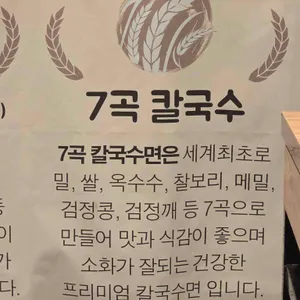 )
7곡 칼국수
7곡 칼국수면은 세계최초로
밀, 쌀, 옥수수, 찰보리, 메밀,
검정콩, 검정깨 등 7곡으로
만들어 맛과 식감이 좋으며
소화가 잘되는 건강한
프리미엄 칼국수면 입니다.